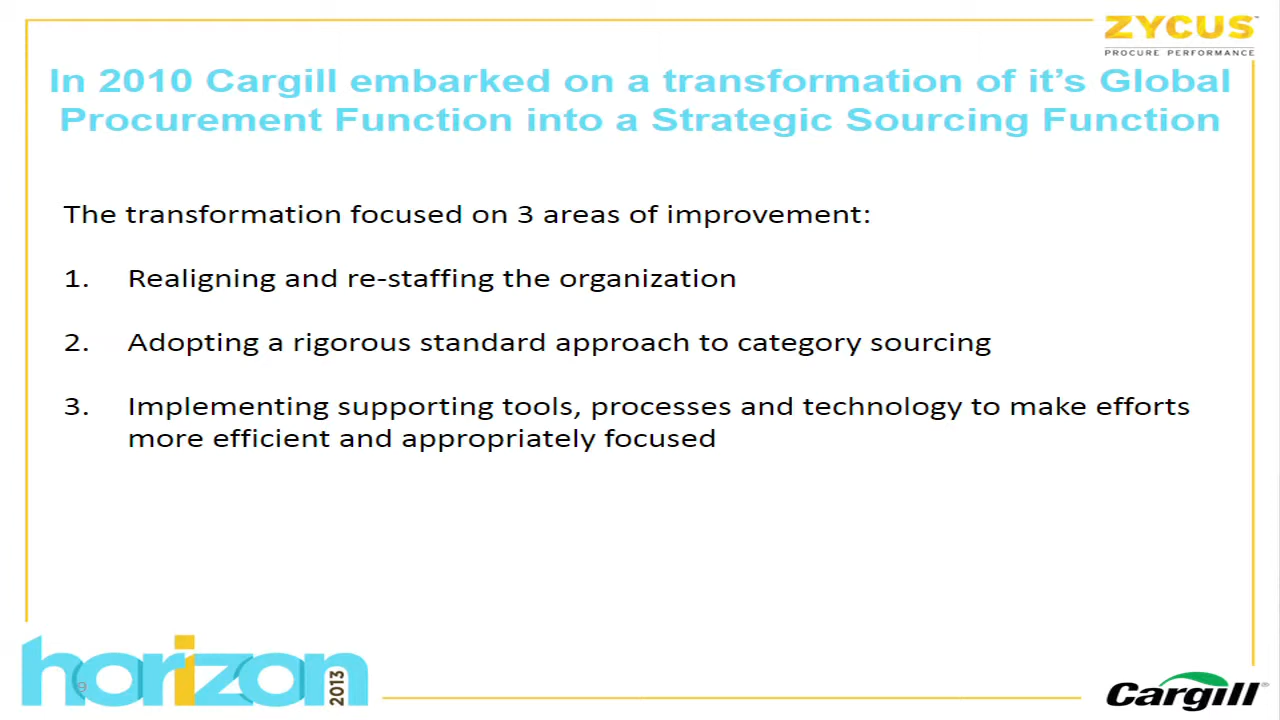 ZYCUS
PROCURE PERFORMANCE
In 2010 Cargill embarked on a transformation of it's Global
Procurement Function into a Strategic Sourcing Function
The transformation focused on 3 areas of improvement:
1. Realigning and re-staffing the organization
2. Adopting a rigorous standard approach to category sourcing
3. Implementing supporting tools, processes and technology to make efforts
more efficient and appropriately focused
horizon
2013
9
Cargill®